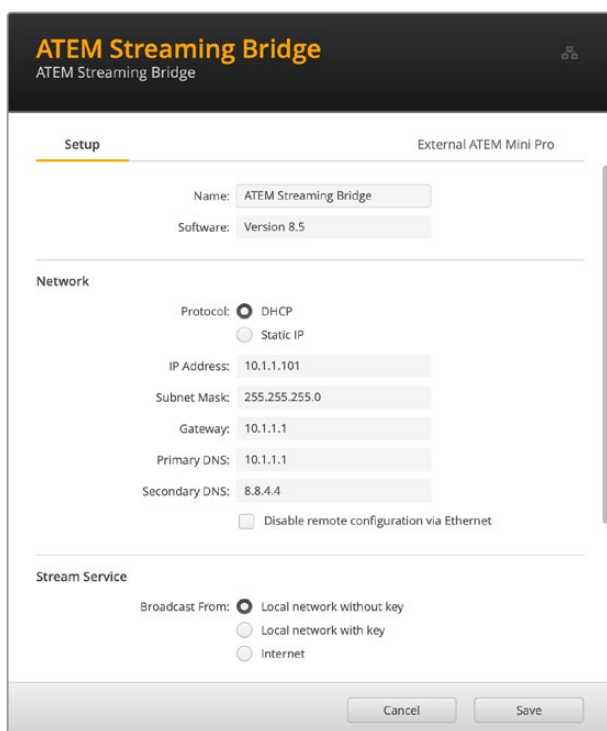 ATEM Streaming Bridge
ATEM Streaming Bridge
Setup
External ATEM Mini Pro
Name: ATEM Streaming Bridge
Software: Version 8.5
Network
Protocol: DHCP
Static IP
IP Address: 10.1.1.101
Subnet Mask: 255.255.255.0
Gateway: 10.1.1.1
Primary DNS: 10.1.1.1
Secondary DNS: 8.8.4.4
Disable remote configuration via Ethernet
Stream Service
Broadcast From: Local network without key
Local network with key
Internet
Cancel
Save